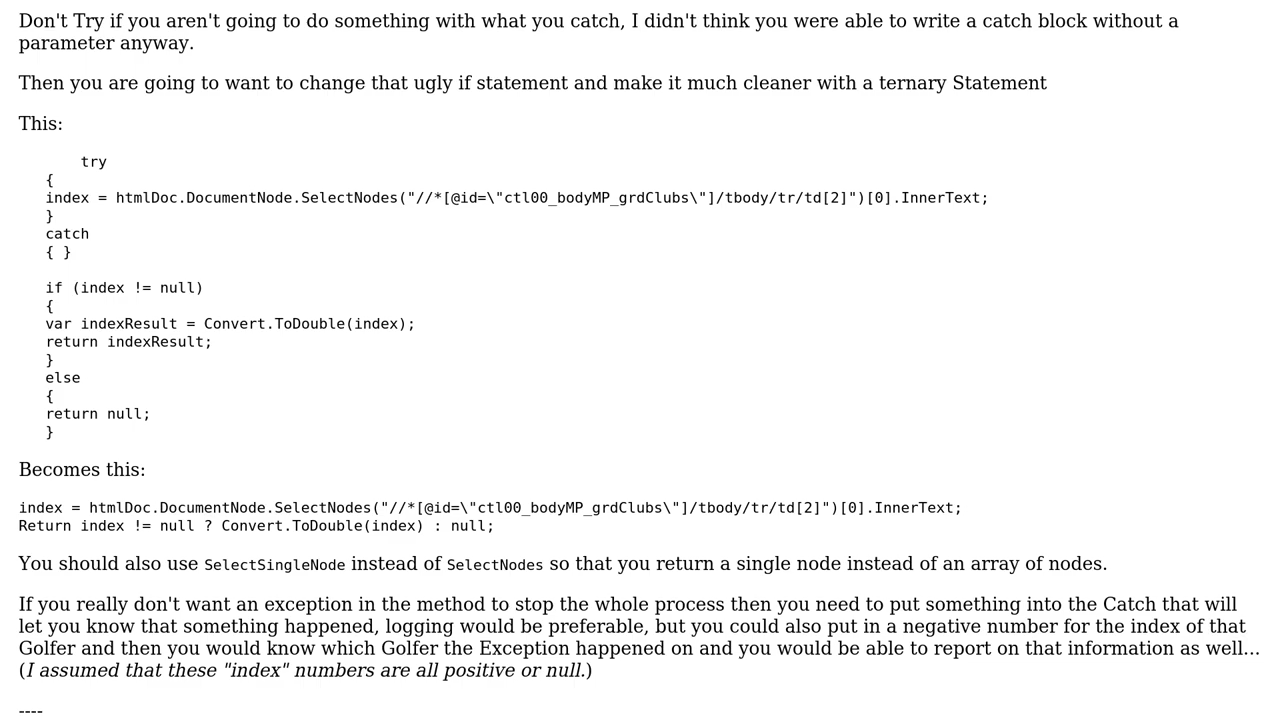 Don't Try if you aren't going to do something with what you catch, I didn't think you were able to write a catch block without a
parameter anyway.
Then you are going to want to change that ugly if statement and make it much cleaner with a ternary Statement
This:
try
{
index = htmlDoc.DocumentNode.SelectNodes("//*[@id=\"ctl00_bodyMP_grdClubs\"]/tbody/tr/td[2]")[0].InnerText;
}
catch
{ }
if (index != null)
{
var indexResult = Convert.ToDouble(index);
return indexResult;
}
else
{
return null;
}
Becomes this:
index = htmlDoc.DocumentNode.SelectNodes("//*[@id=\"ctl00_bodyMP_grdClubs\"]/tbody/tr/td[2]")[0].InnerText;
Return index != null ? Convert.ToDouble(index) : null;
You should also use SelectSingleNode instead of SelectNodes so that you return a single node instead of an array of nodes.
If you really don't want an exception in the method to stop the whole process then you need to put something into the Catch that will
let you know that something happened, logging would be preferable, but you could also put in a negative number for the index of that
Golfer and then you would know which Golfer the Exception happened on and you would be able to report on that information as well...
(I assumed that these "index" numbers are all positive or null.)
----